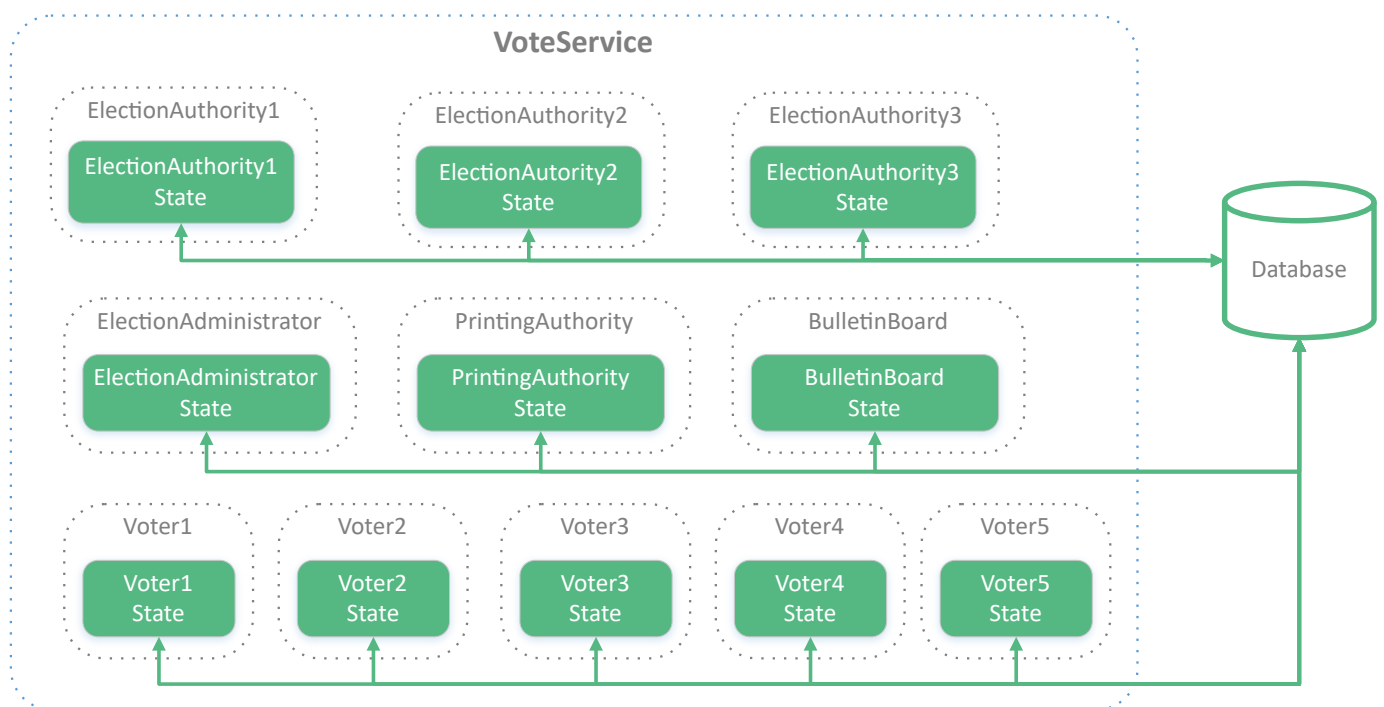 VoteService
ElectionAuthority1
ElectionAuthority2
ElectionAuthority3
ElectionAuthority1
State
ElectionAutority2
State
ElectionAuthority3
State
Database
ElectionAdministrator
PrintingAuthority
BulletinBoard
ElectionAdministrator
State
PrintingAuthority
State
BulletinBoard
State
Voter1
Voter2
Voter3
Voter4
Voter5
Voter1
State
Voter2
State
Voter3
State
Voter4
State
Voter5
State